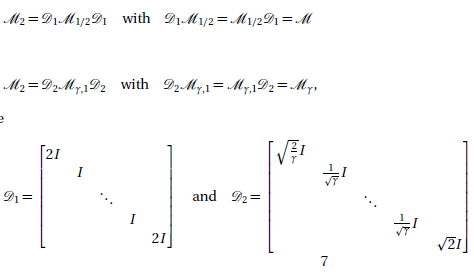 ℳ₂ = 𝒟₁ℳ₁/₂𝒟₁ with 𝒟₁ℳ₁/₂ = ℳ₁/₂𝒟₁ = ℳ
ℳ₂ = 𝒟₂ℳγ,₁𝒟₂ with 𝒟₂ℳγ,₁ = ℳγ,₁𝒟₂ = ℳγ,
e
𝒟₁ = [2I I ⋱ I 2I] and 𝒟₂ = [√(2/γ)I 1/√γ I ⋱ 1/√γ I √2I]
7